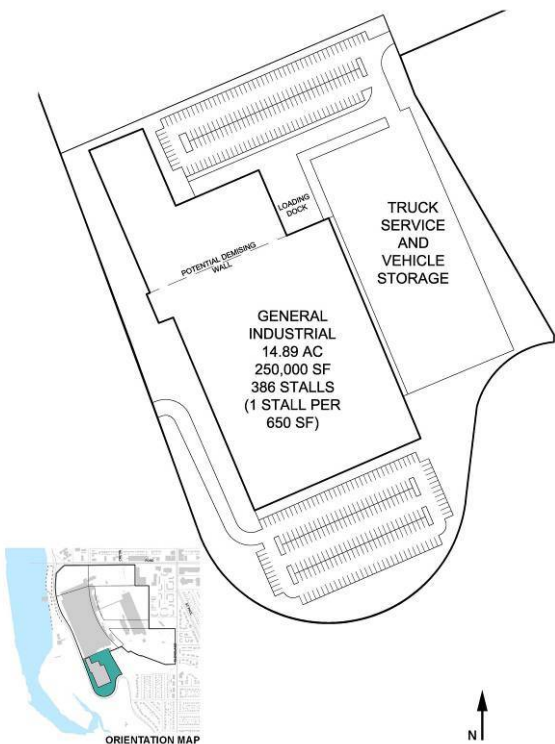 LOADING
DOCK
TRUCK
SERVICE
AND
VEHICLE
STORAGE
POTENTIAL DEMISING
WALL
GENERAL
INDUSTRIAL
14.89 AC
250,000 SF
386 STALLS
(1 STALL PER
650 SF)
ORIENTATION MAP
N